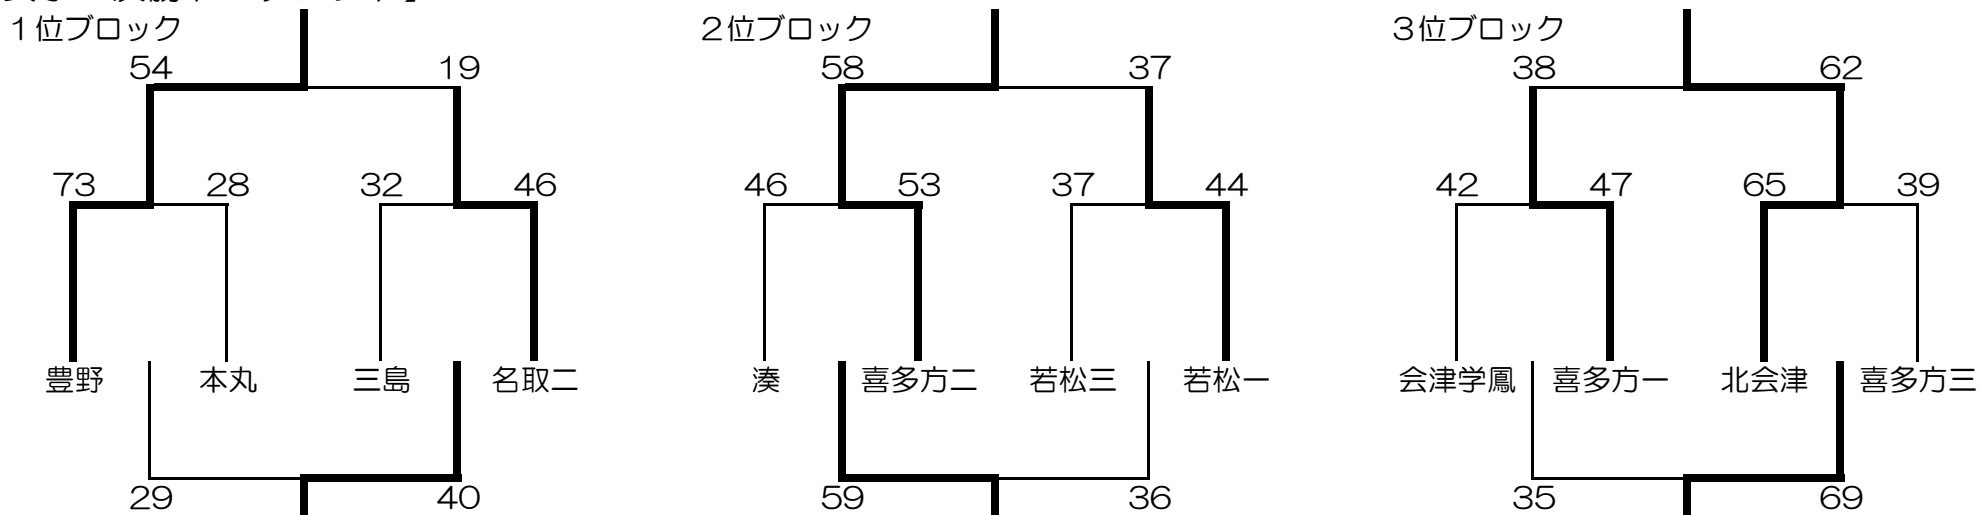 1位ブロック 2位ブロック 3位ブロック
54 19 58 37 38 62
73 28 32 46 46 53 37 44 42 47 65 39
豊野 本丸 三島 名取二 湊 喜多方二 若松三 若松一 会津学鳳 喜多方一 北会津 喜多方三
29 40 59 36 35 69